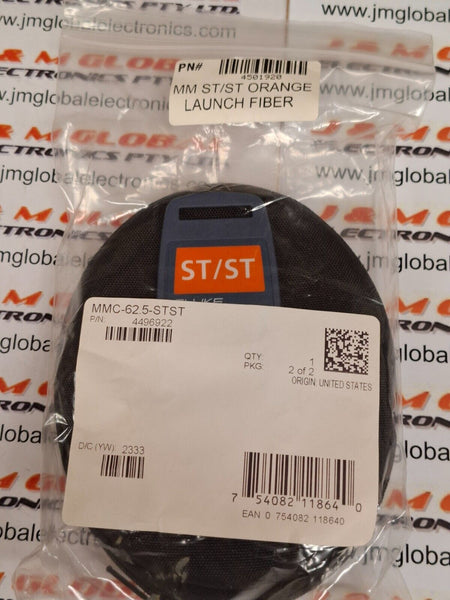 www.jmglobalelectronics.com
PN#
4501920
MM ST/ST ORANGE
LAUNCH FIBER
ST/ST
MMC-62.5-STST
P/N: 4496922
QTY: 1
PKG: 2 of 2
ORIGIN: UNITED STATES
D/C (YW): 2333
7 54082 11864 0
EAN 0 754082 118640